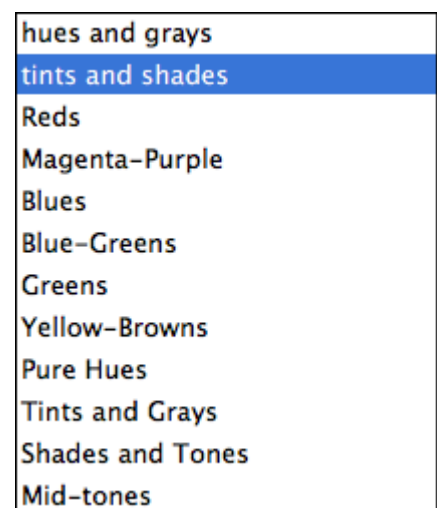 hues and grays
tints and shades
Reds
Magenta-Purple
Blues
Blue-Greens
Greens
Yellow-Browns
Pure Hues
Tints and Grays
Shades and Tones
Mid-tones